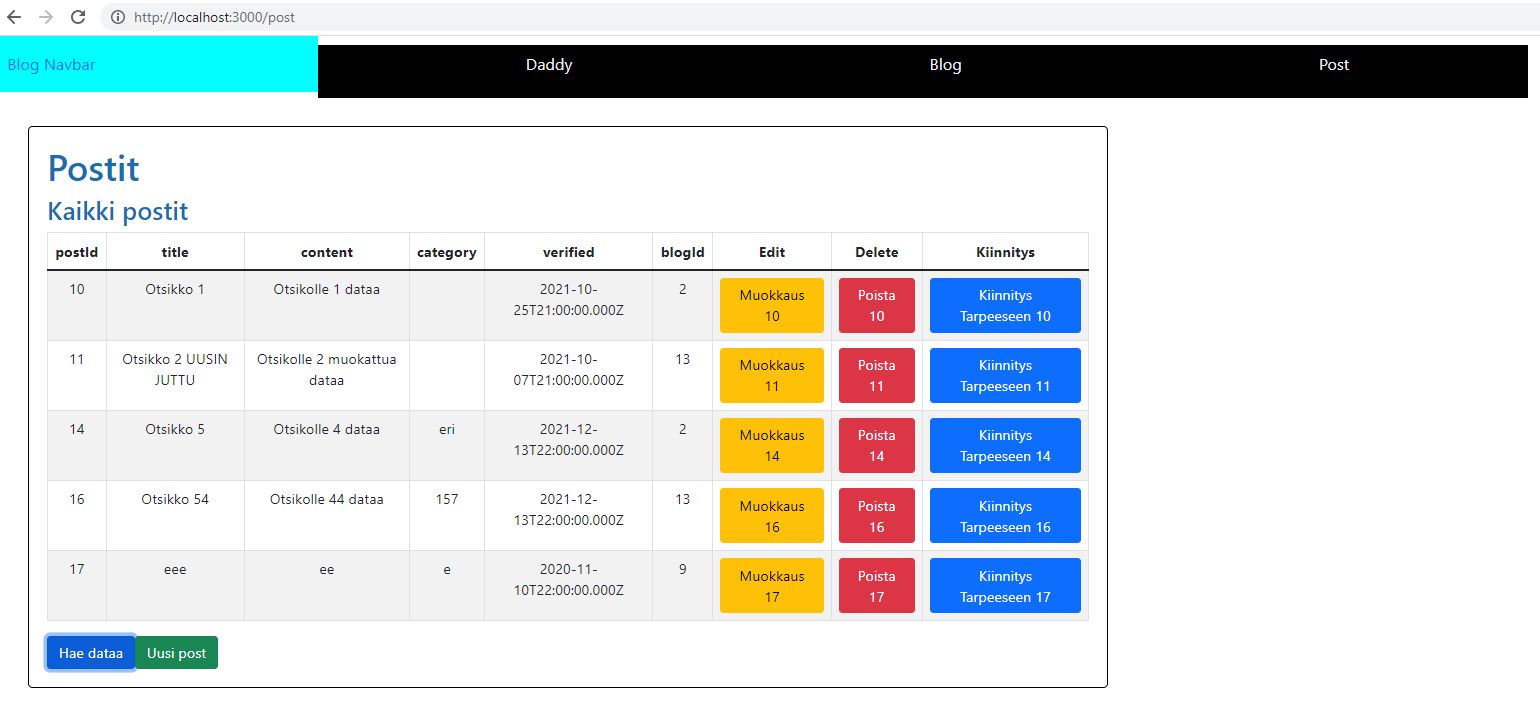 http://localhost:3000/post
Blog Navbar Daddy Blog Post
Postit
Kaikki postit
postId title content category verified blogId Edit Delete Kiinnitys
10 Otsikko 1 Otsikolle 1 dataa 2021-10- 2 Muokkaus Poista Kiinnitys
25T21:00:00.000Z 10 10 Tarpeeseen 10
11 Otsikko 2 UUSIN Otsikolle 2 muokattua 2021-10- 13 Muokkaus Poista Kiinnitys
JUTTU dataa 07T21:00:00.000Z 11 11 Tarpeeseen 11
14 Otsikko 5 Otsikolle 4 dataa eri 2021-12- 2 Muokkaus Poista Kiinnitys
13T22:00:00.000Z 14 14 Tarpeeseen 14
16 Otsikko 54 Otsikolle 44 dataa 157 2021-12- 13 Muokkaus Poista Kiinnitys
13T22:00:00.000Z 16 16 Tarpeeseen 16
17 eee ee e 2020-11- 9 Muokkaus Poista Kiinnitys
10T22:00:00.000Z 17 17 Tarpeeseen 17
Hae dataa Uusi post